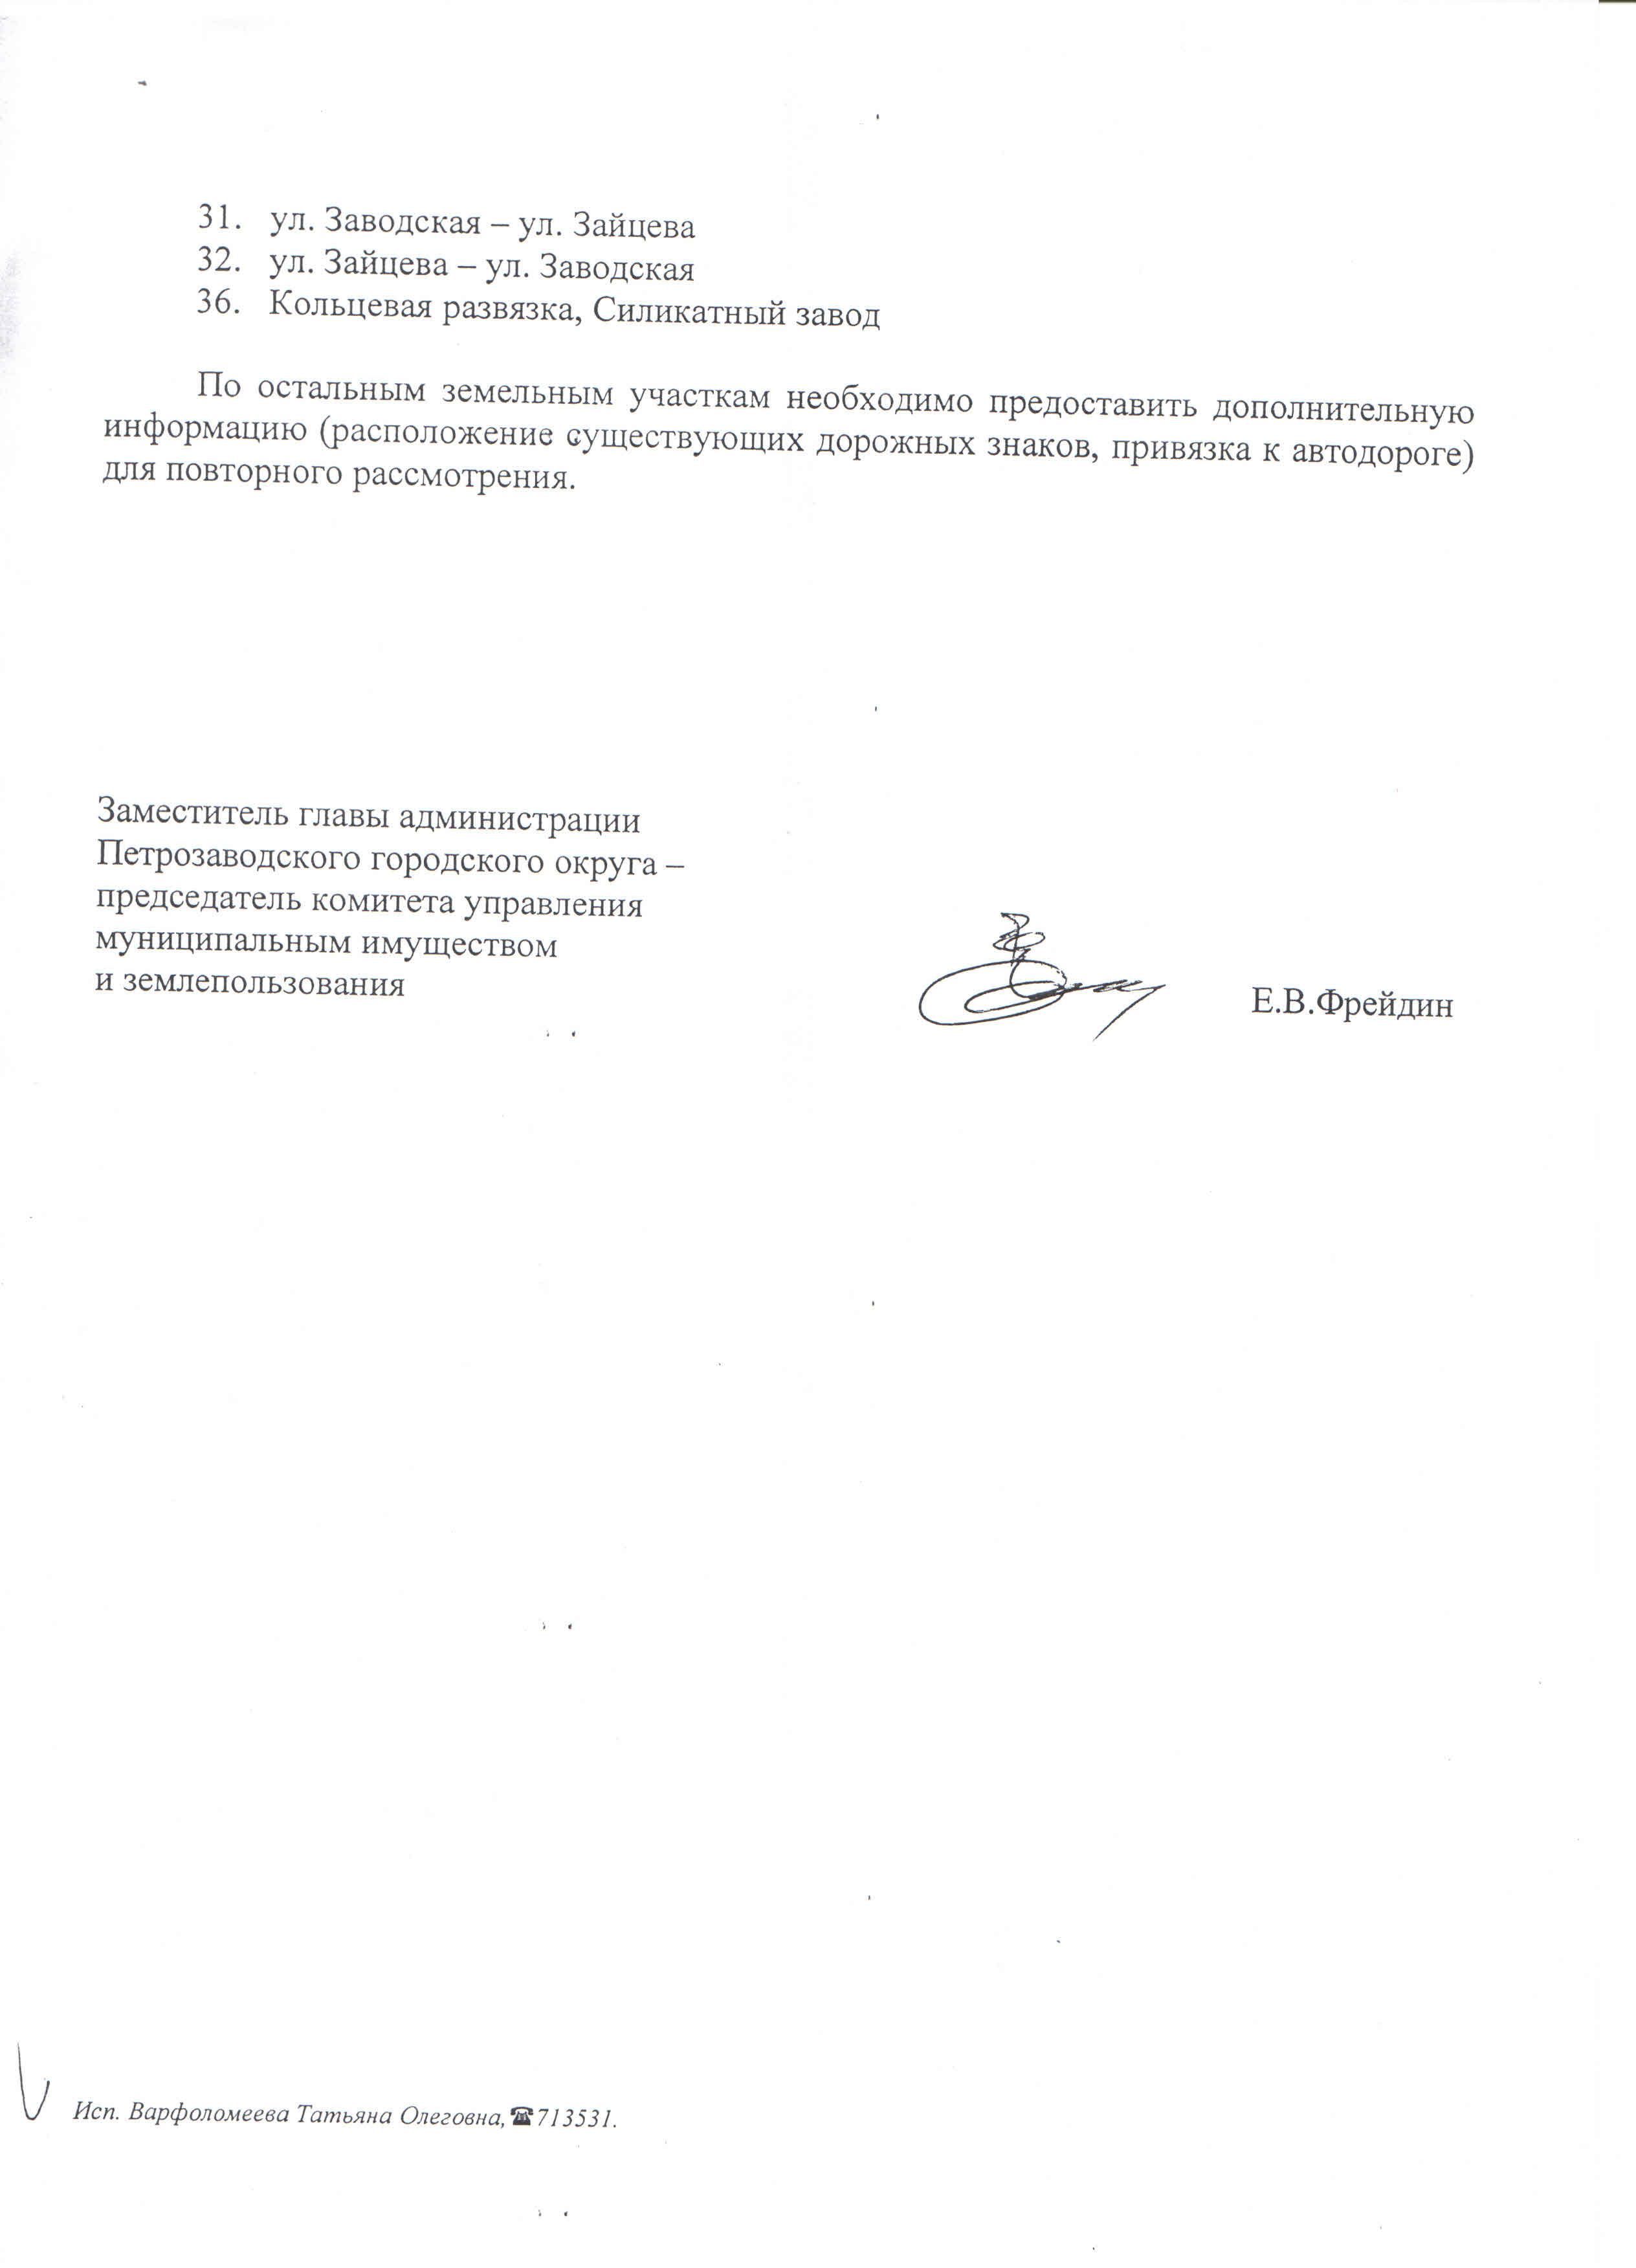 31. ул. Заводская – ул. Зайцева
32. ул. Зайцева – ул. Заводская
36. Кольцевая развязка, Силикатный завод
По остальным земельным участкам необходимо предоставить дополнительную
информацию (расположение существующих дорожных знаков, привязка к автодороге)
для повторного рассмотрения.
Заместитель главы администрации
Петрозаводского городского округа –
председатель комитета управления
муниципальным имуществом
и землепользования
Е.В.Фрейдин
Исп. Варфоломеева Татьяна Олеговна, ☎713531.